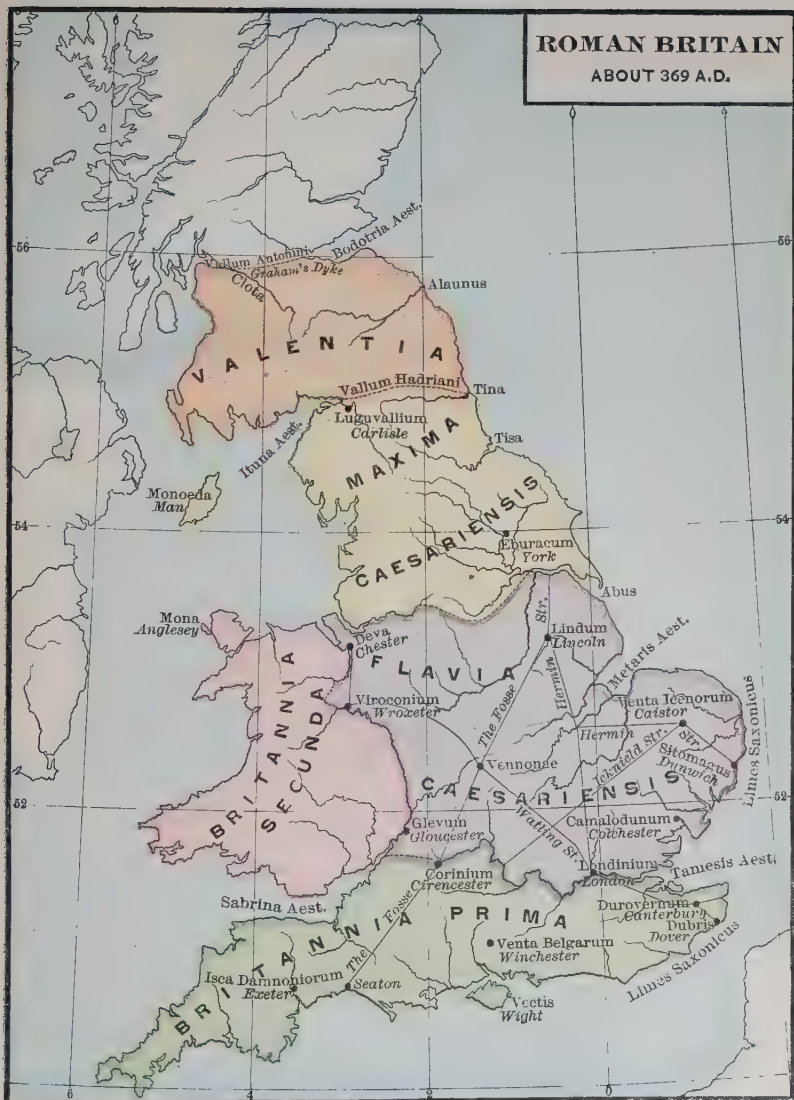 ROMAN BRITAIN
ABOUT 369 A.D.
56
56
Bodotria Aest.
Vallum Antonini
Graham's Dyke
Clota
Alaunus
VALENTIA
Vallum Hadriani
Tina
Luguvallium
Carlisle
Ituna Aest.
Tisa
MAXIMA
CAESARIENSIS
Monoeda
Man
54
54
Eburacum
York
Abus
Mona
Anglesey
Deva
Chester
Str.
Lindum
Lincoln
FLAVIA
Metaris Aest.
BRITANNIA
SECUNDA
Viroconium
Wroxeter
The Fosse
Hermin
Venta Icenorum
Caistor
Hermin
Str
Icknield Str.
Sitomagus
Dunwich
Limes Saxonicus
Vennonae
CAESARIENSIS
52
52
Glevum
Gloucester
Watling St.
Camalodunum
Colchester
Corinium
Cirencester
Londinium
London
Tamesis Aest.
Sabrina Aest.
The Fosse
BRITANNIA PRIMA
Durovernum
Canterbury
Dubris
Dover
Venta Belgarum
Winchester
Limes Saxonicus
Isca Damnoniorum
Exeter
Seaton
Vectis
Wight
6
4
2
0